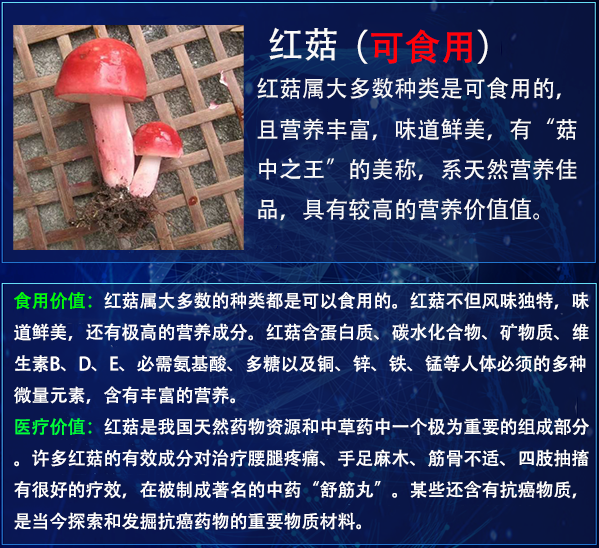 红菇（可食用）
红菇属大多数种类是可食用的，
且营养丰富，味道鲜美，有“菇
中之王”的美称，系天然营养佳
品，具有较高的营养价值值。
食用价值：红菇属大多数的种类都是可以食用的。红菇不但风味独特，味
道鲜美，还有极高的营养成分。红菇含蛋白质、碳水化合物、矿物质、维
生素B、D、E、必需氨基酸、多糖以及铜、锌、铁、锰等人体必须的多种
微量元素，含有丰富的营养。
医疗价值：红菇是我国天然药物资源和中草药中一个极为重要的组成部分
。许多红菇的有效成分对治疗腰腿疼痛、手足麻木、筋骨不适、四肢抽搐
有很好的疗效，在被制成著名的中药“舒筋丸”。某些还含有抗癌物质，
是当今探索和发掘抗癌药物的重要物质材料。